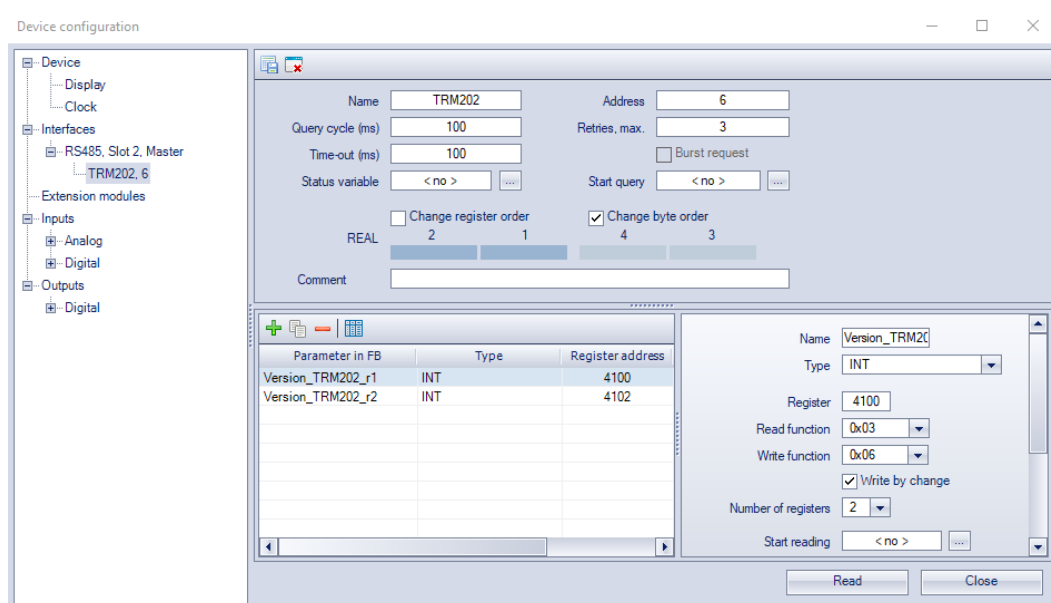 Device configuration
Device
Display
Clock
Interfaces
RS485, Slot 2, Master
TRM202, 6
Extension modules
Inputs
Analog
Digital
Outputs
Digital
Name TRM202 Address 6
Query cycle (ms) 100 Retries, max. 3
Time-out (ms) 100 Burst request
Status variable < no > ... Start query < no > ...
Change register order Change byte order
REAL 2 1 4 3
Comment
Parameter in FB Type Register address
Version_TRM202_r1 INT 4100
Version_TRM202_r2 INT 4102
Name Version_TRM20
Type INT
Register 4100
Read function 0x03
Write function 0x06
Write by change
Number of registers 2
Start reading < no > ...
Read Close